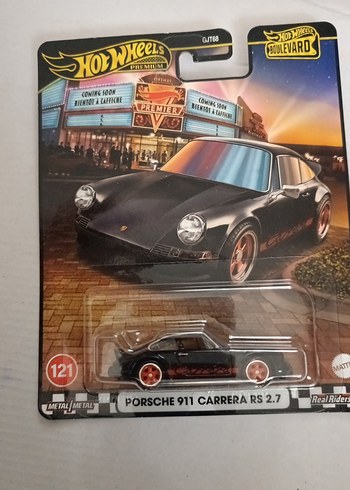 HOT WHEELS
PREMIUM
GJT68
HOT WHEELS
BOULEVARD
COMING SOON
BIENTÔT À L'AFFICHE
PREMIER
COMING SOON
BIENTÔT À L'AFFICHE
121
MATTEL
METAL/METAL
PORSCHE 911 CARRERA RS 2.7
Real Riders